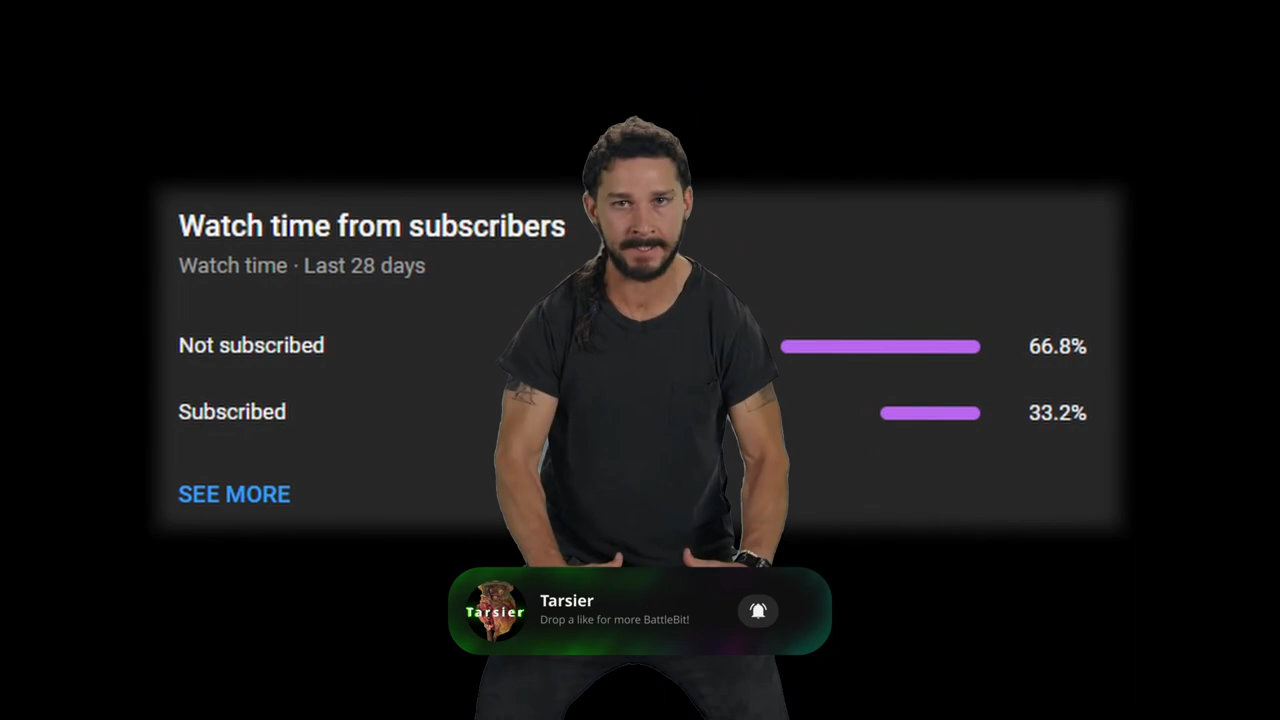 Watch time from subscribers
Watch time · Last 28 days
Not subscribed
66.8%
Subscribed
33.2%
SEE MORE
Tarsier
Tarsier
Drop a like for more BattleBit!